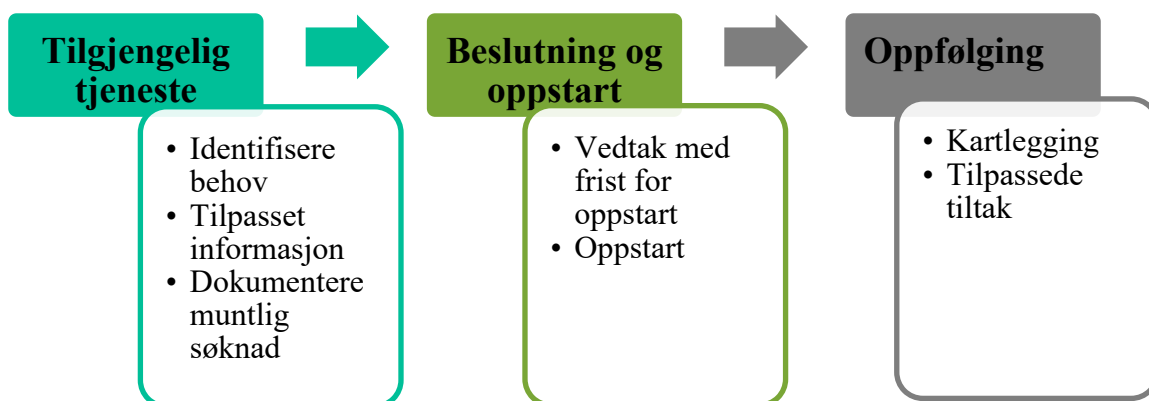 Tilgjengelig
tjeneste
• Identifisere
behov
• Tilpasset
informasjon
• Dokumentere
muntlig
søknad
Beslutning og
oppstart
• Vedtak med
frist for
oppstart
• Oppstart
Oppfølging
• Kartlegging
• Tilpassede
tiltak